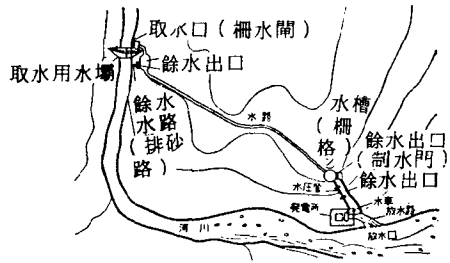 取水口(柵水閘)
餘水出口
取水用水壩
餘水
水路
(排砂
路)
水路
水槽
(柵
格)
餘水出口
(制水門)
餘水出口
水圧管
発電所
水車
放水路
放水口
河川